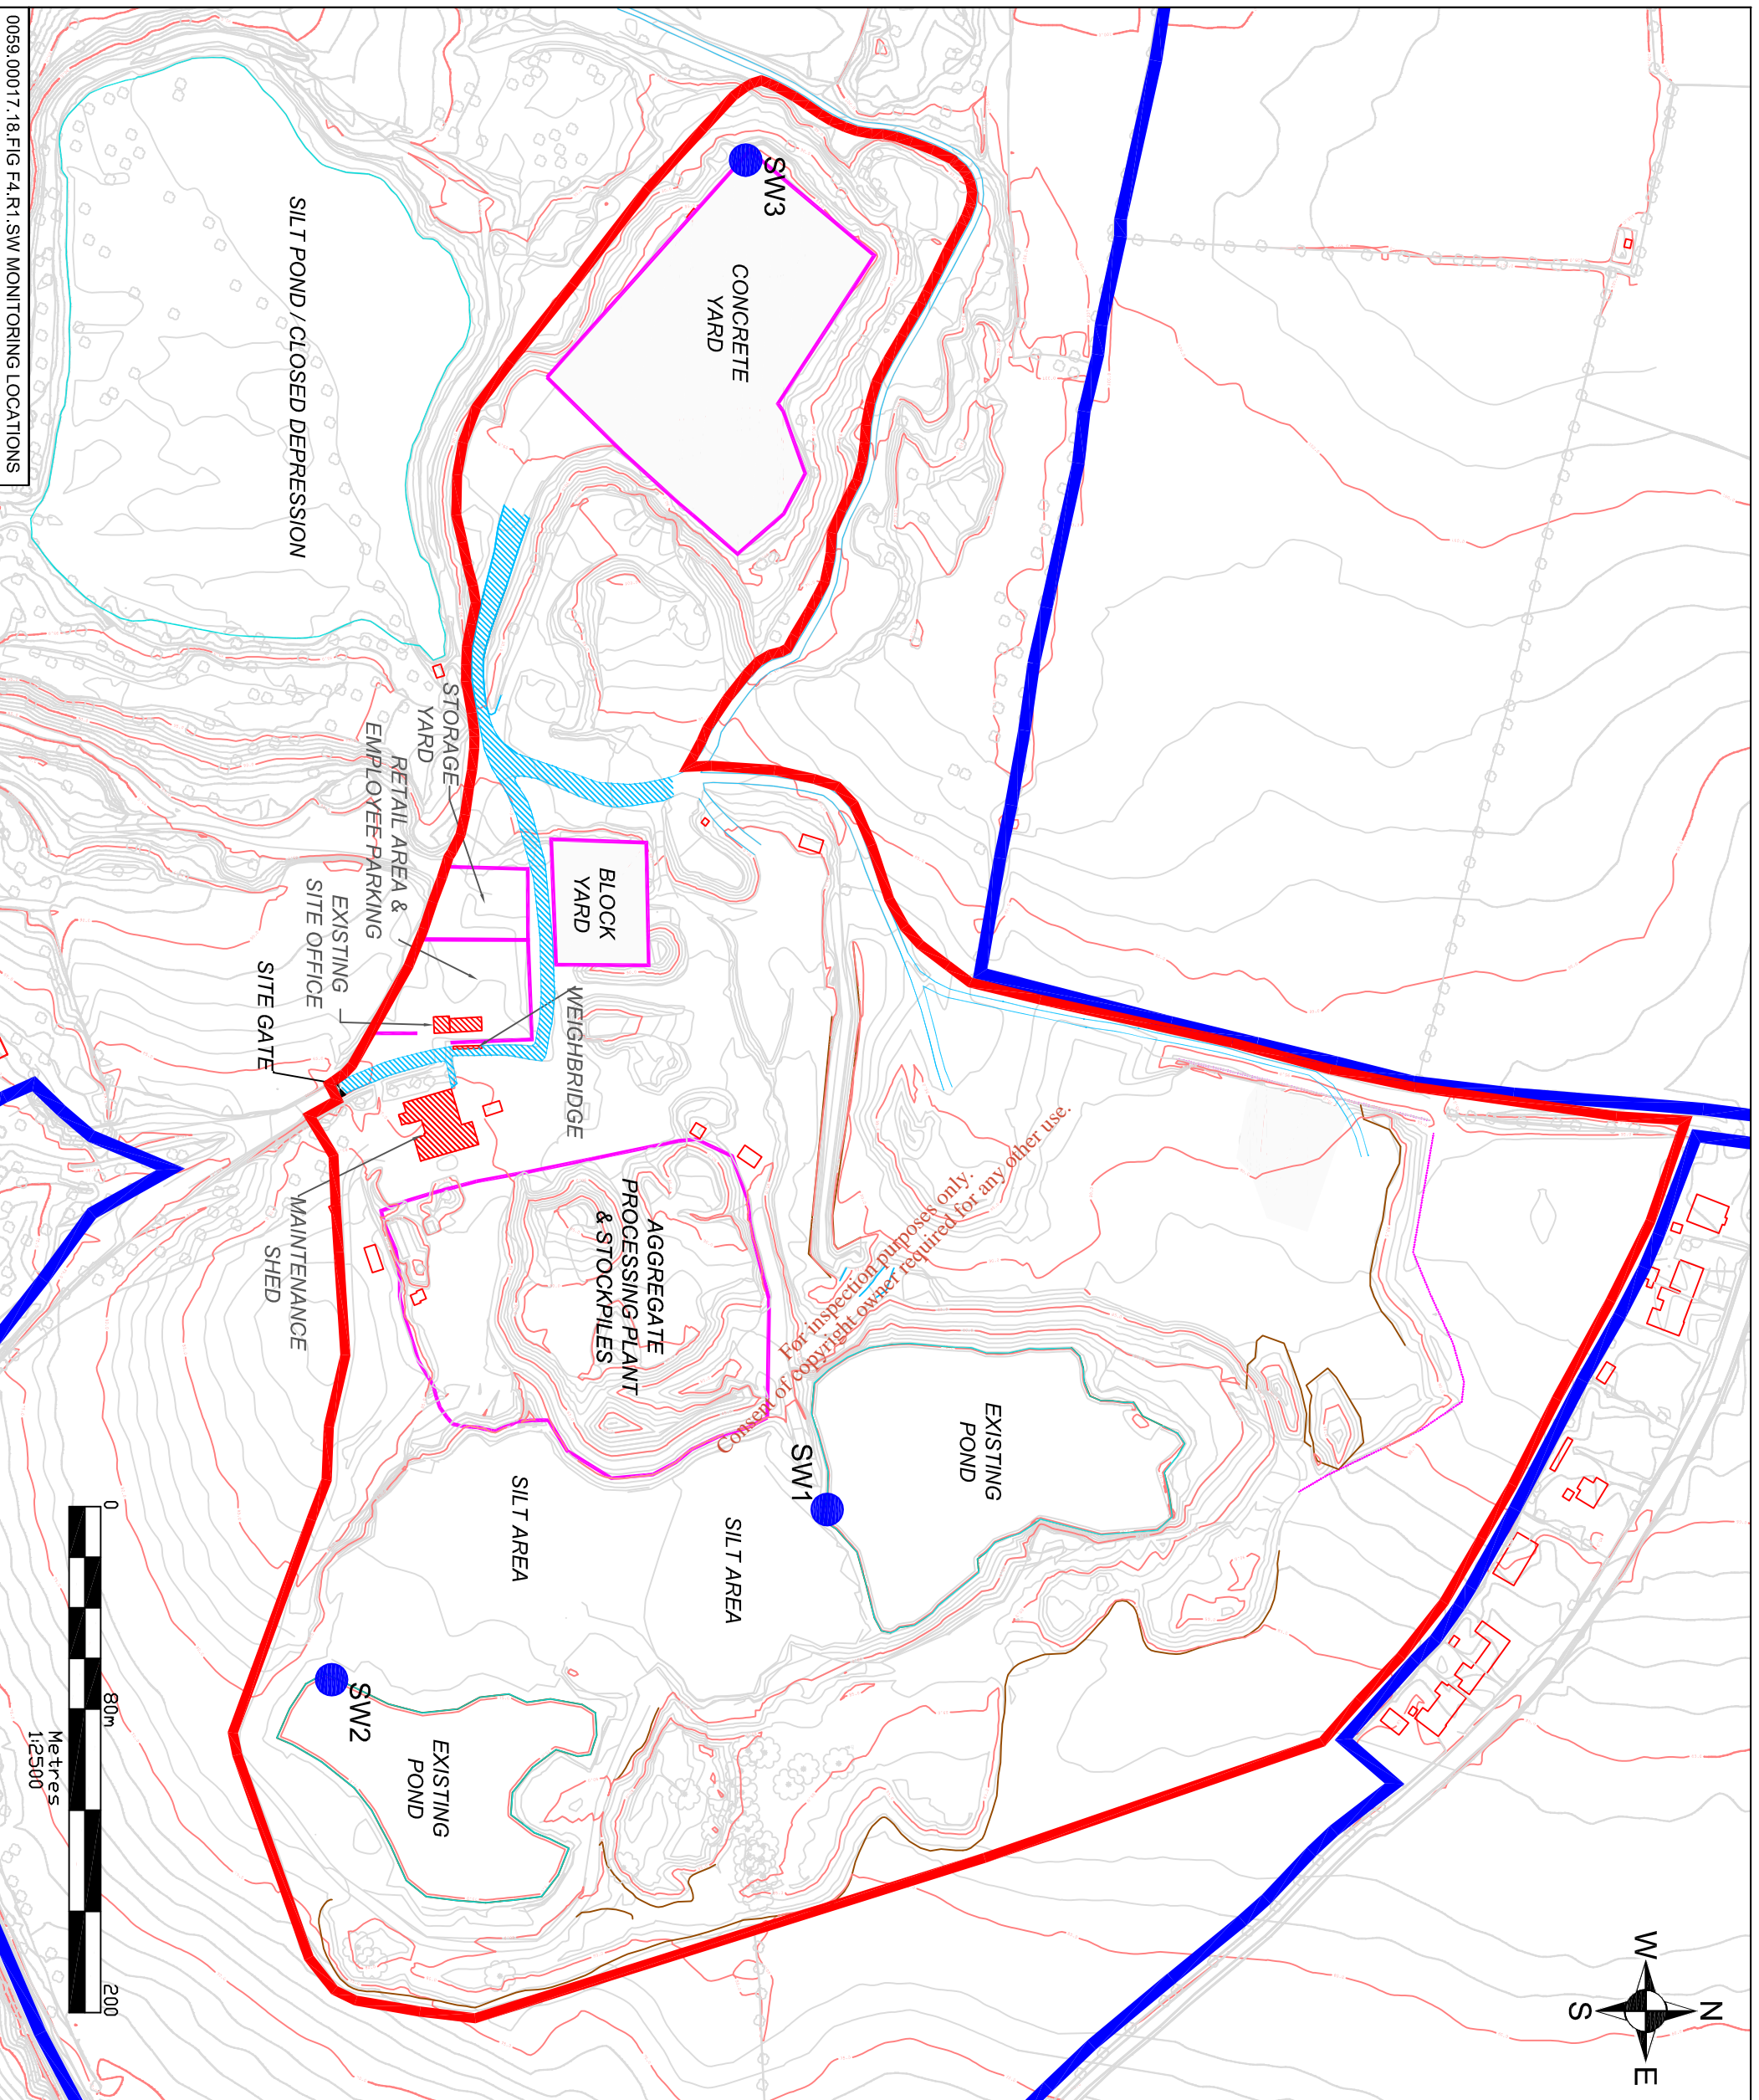 0059.00017.18.FIG F4.R1.SW MONITORING LOCATIONS
SILT POND / CLOSED DEPRESSION
SW3
CONCRETE
YARD
STORAGE
YARD
RETAIL AREA &
EMPLOYEE PARKING
EXISTING
SITE OFFICE
SITE GATE
BLOCK
YARD
WEIGHBRIDGE
MAINTENANCE
SHED
AGGREGATE
PROCESSING PLANT
& STOCKPILES
For inspection purposes only.
Consent of copyright owner required for any other use.
EXISTING
POND
SW1
SILT AREA
SILT AREA
SW2
EXISTING
POND
0
80m
200
Metres
1:2500
N
W
E
S